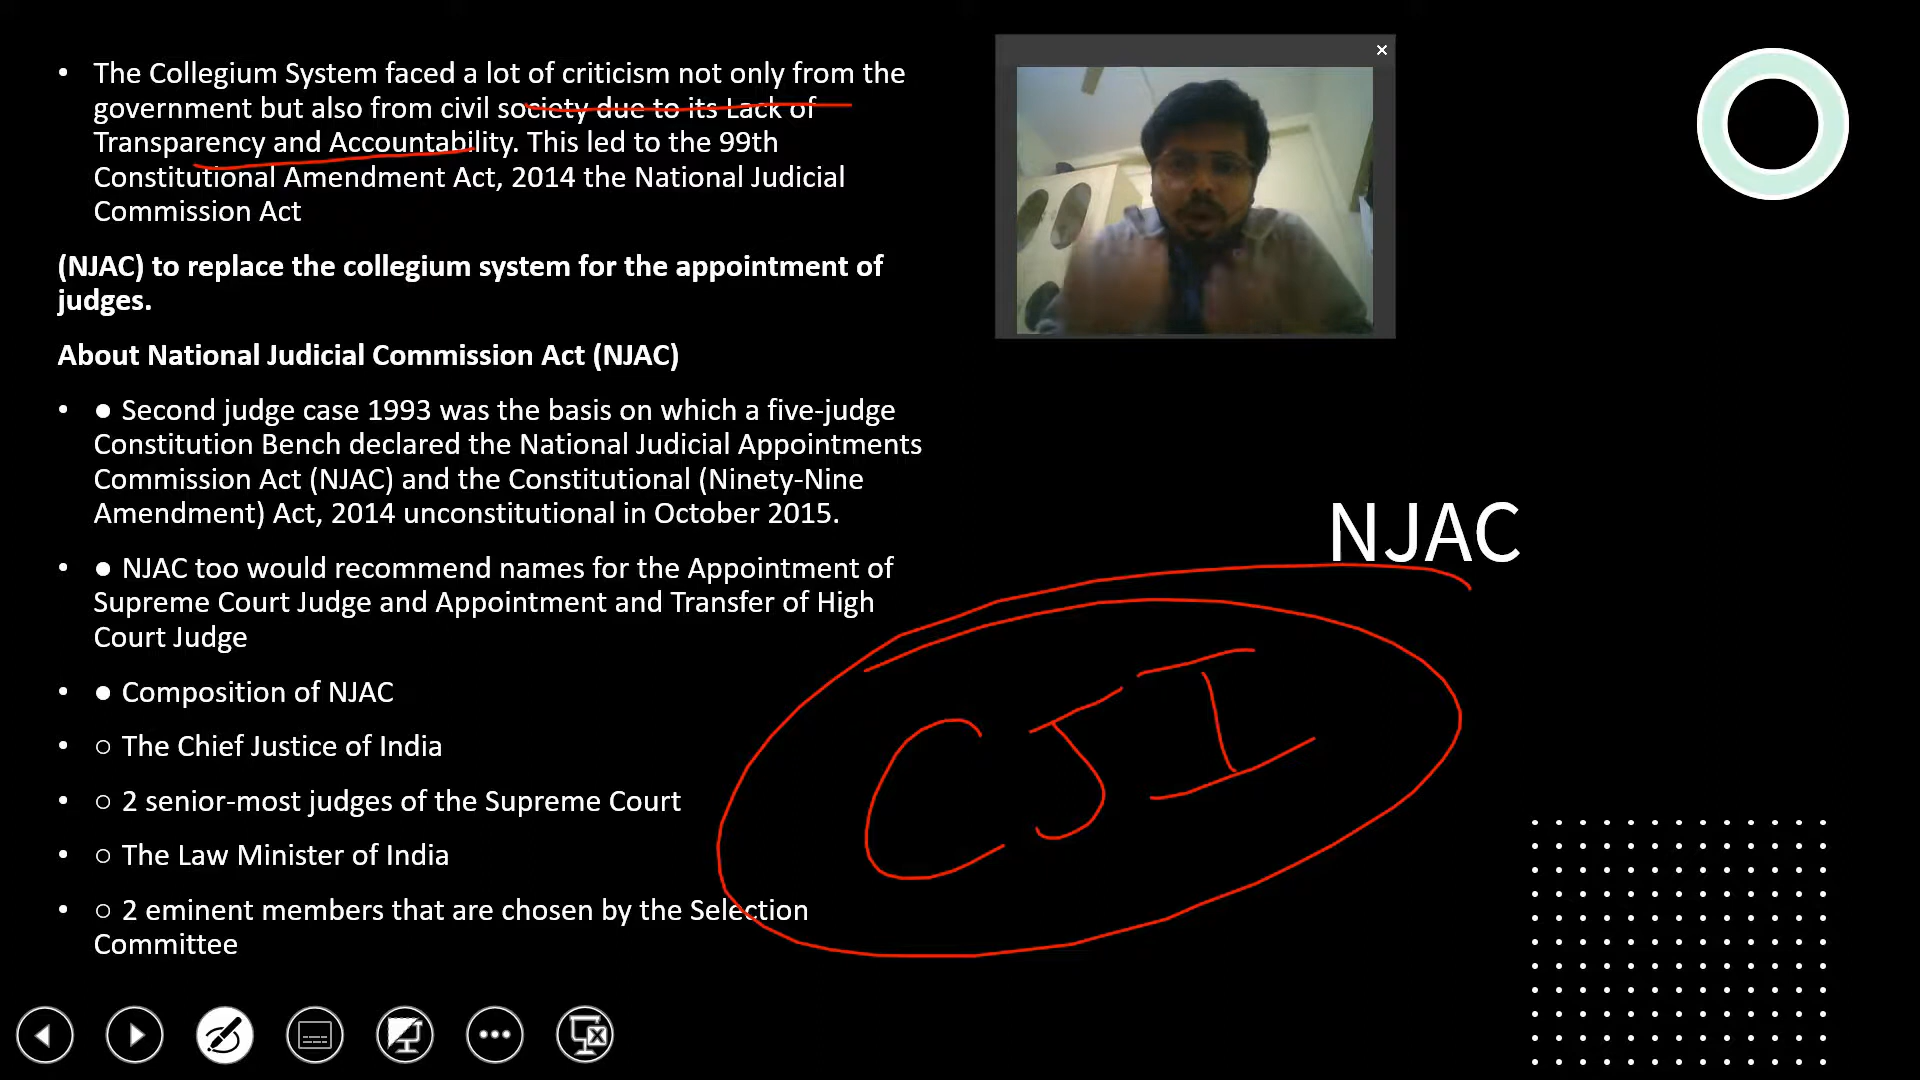 • The Collegium System faced a lot of criticism not only from the
government but also from civil society due to its Lack of
Transparency and Accountability. This led to the 99th
Constitutional Amendment Act, 2014 the National Judicial
Commission Act
(NJAC) to replace the collegium system for the appointment of
judges.
About National Judicial Commission Act (NJAC)
• ● Second judge case 1993 was the basis on which a five-judge
Constitution Bench declared the National Judicial Appointments
Commission Act (NJAC) and the Constitutional (Ninety-Nine
Amendment) Act, 2014 unconstitutional in October 2015.
• ● NJAC too would recommend names for the Appointment of
Supreme Court Judge and Appointment and Transfer of High
Court Judge
• ● Composition of NJAC
• ○ The Chief Justice of India
• ○ 2 senior-most judges of the Supreme Court
• ○ The Law Minister of India
• ○ 2 eminent members that are chosen by the Selection
Committee
NJAC
CJI